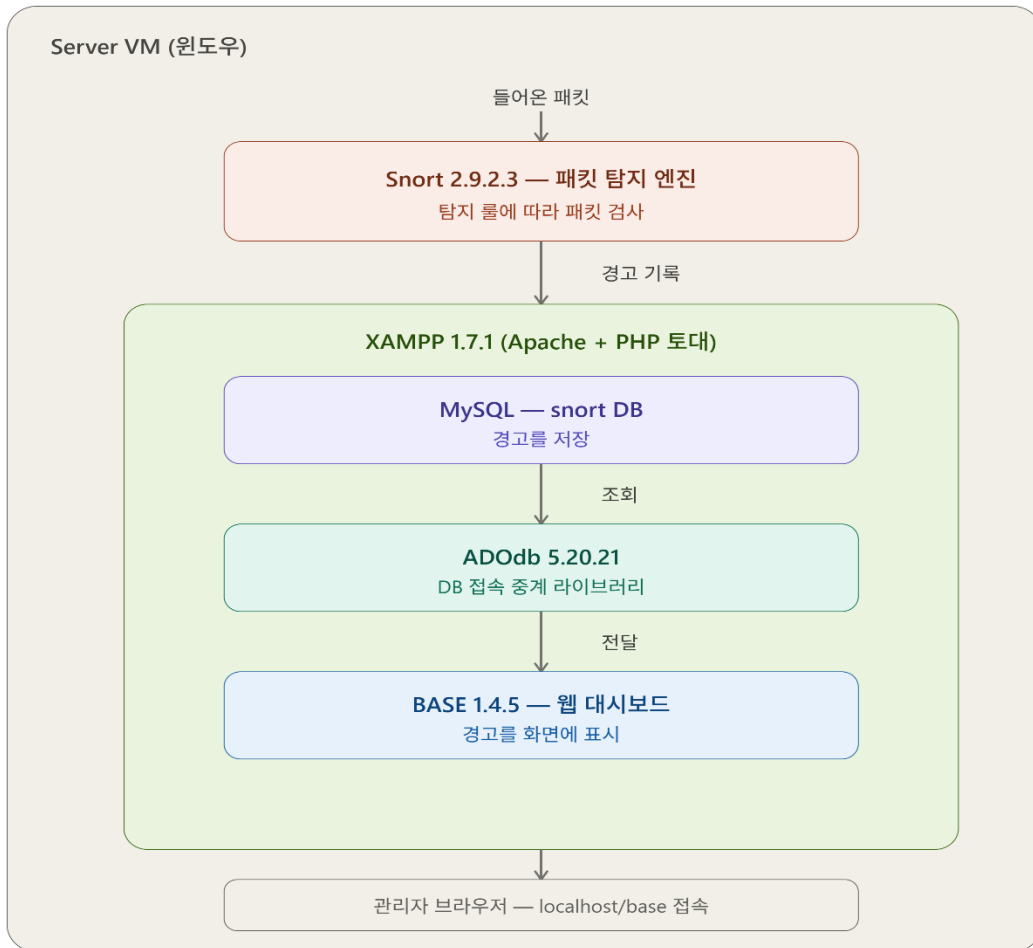 Server VM (윈도우)
들어온 패킷
Snort 2.9.2.3 — 패킷 탐지 엔진
탐지 룰에 따라 패킷 검사
경고 기록
XAMPP 1.7.1 (Apache + PHP 토대)
MySQL — snort DB
경고를 저장
조회
ADOdb 5.20.21
DB 접속 중계 라이브러리
전달
BASE 1.4.5 — 웹 대시보드
경고를 화면에 표시
관리자 브라우저 — localhost/base 접속